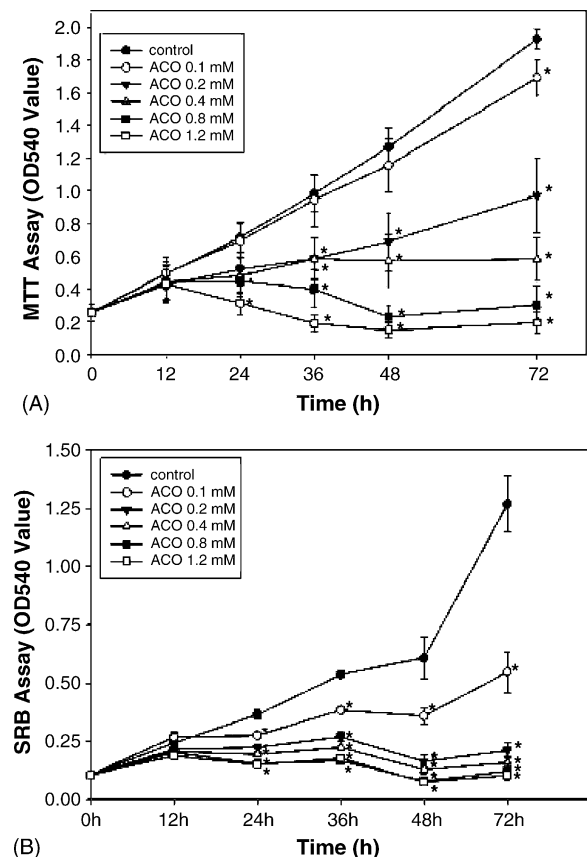 2.0
1.8
1.6
1.4
1.2
1.0
0.8
0.6
0.4
0.2
0.0
MTT Assay (OD540 Value)
control
ACO 0.1 mM
ACO 0.2 mM
ACO 0.4 mM
ACO 0.8 mM
ACO 1.2 mM
* * * * * * * * * * * * * * *
0 12 24 36 48 72
(A) Time (h)
1.50
1.25
1.00
0.75
0.50
0.25
0.00
SRB Assay (OD540 Value)
control
ACO 0.1 mM
ACO 0.2 mM
ACO 0.4 mM
ACO 0.8 mM
ACO 1.2 mM
0h 12h 24h 36h 48h 72h
(B) Time (h)